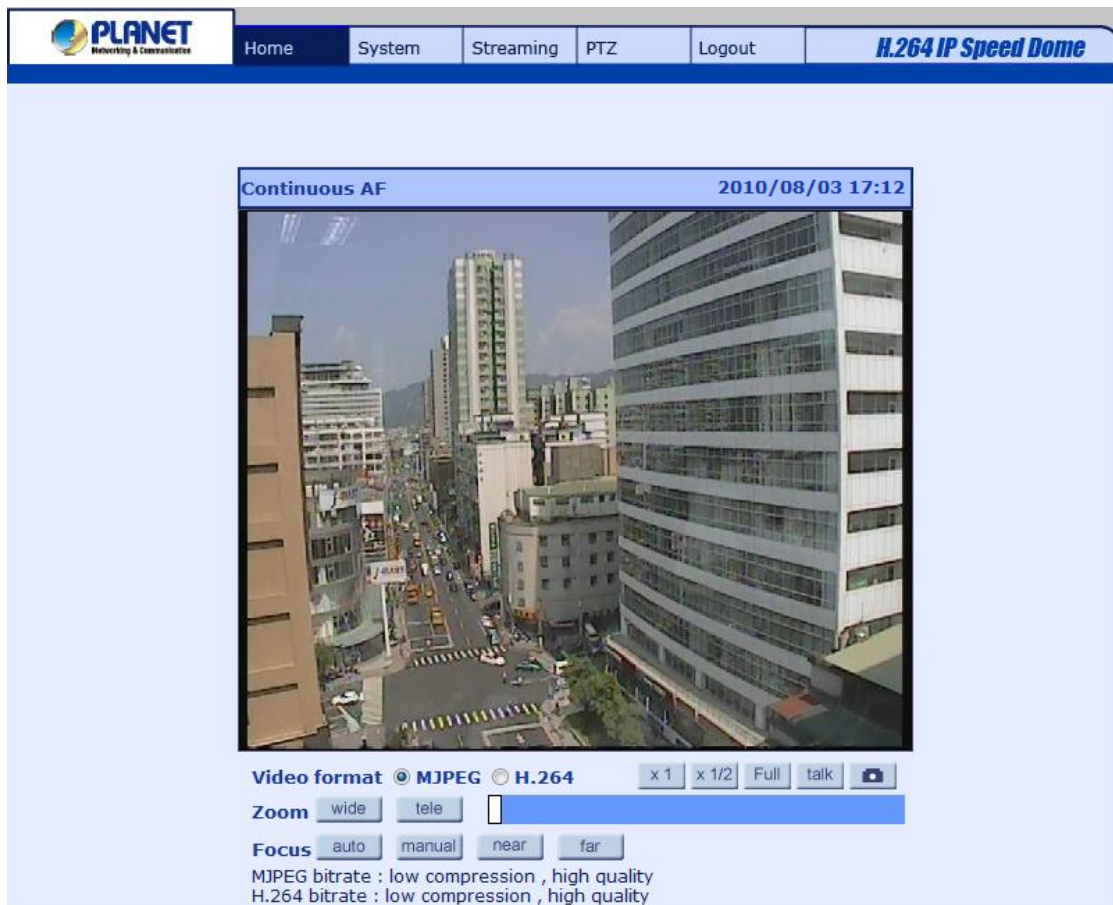 PLANET
Networking & Communication
Home System Streaming PTZ Logout H.264 IP Speed Dome
Continuous AF 2010/08/03 17:12
Video format MJPEG H.264 x 1 x 1/2 Full talk
Zoom wide tele
Focus auto manual near far
MJPEG bitrate : low compression , high quality
H.264 bitrate : low compression , high quality